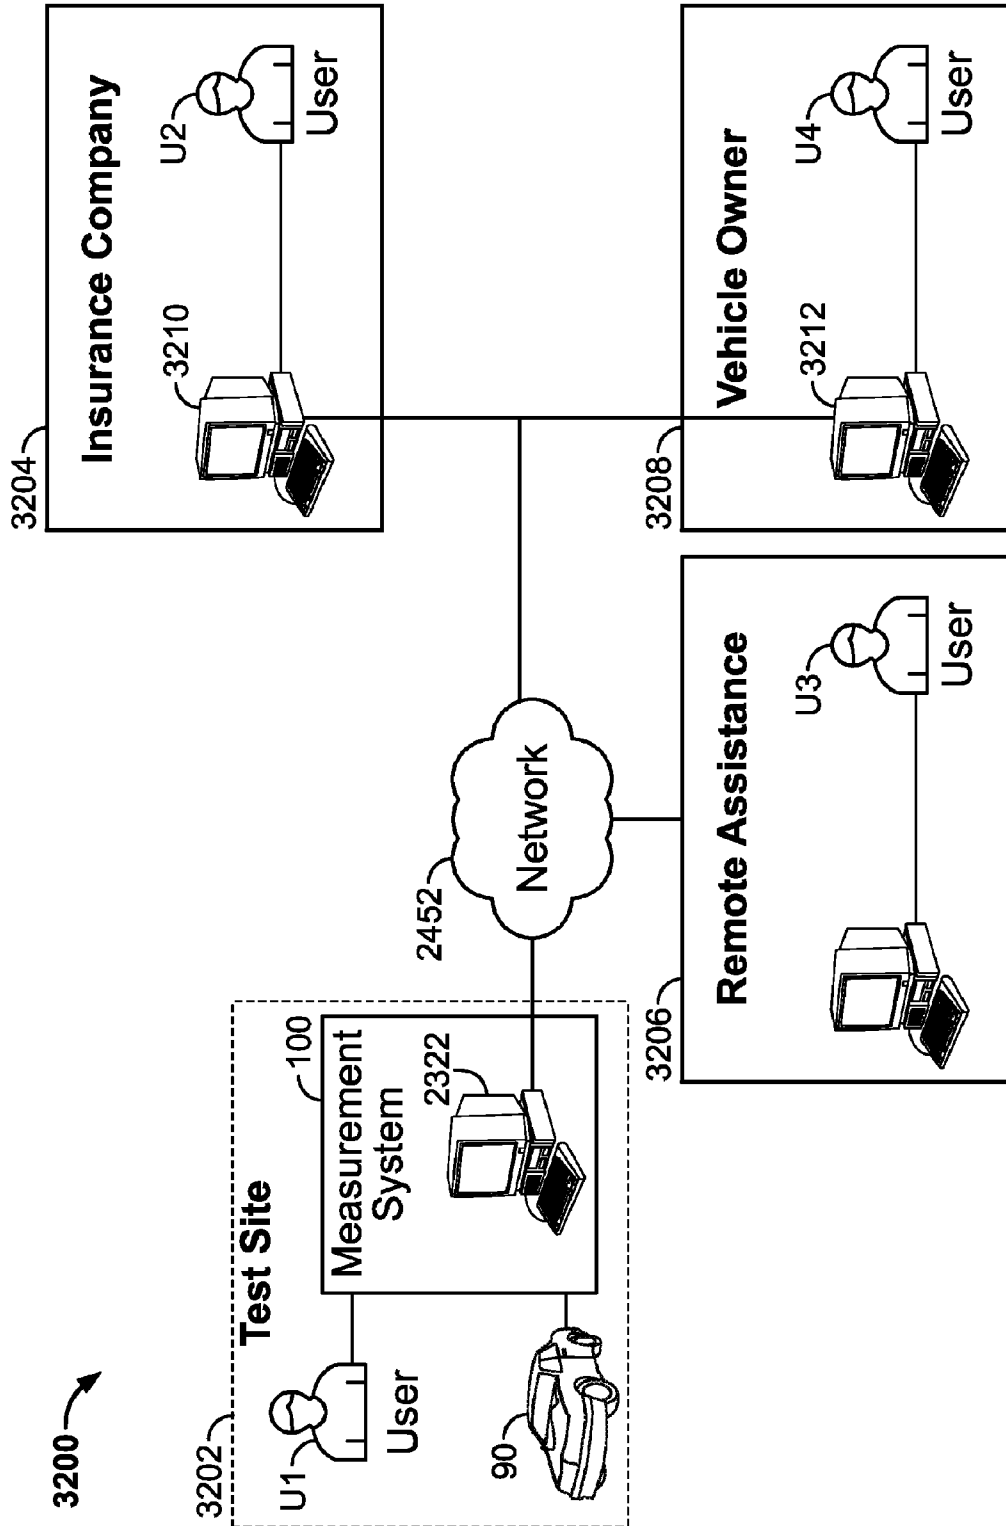 3200
3202
Test Site
U1
User
90
100
Measurement
System
2322
2452
Network
3204
Insurance Company
3210
U2
User
3206
Remote Assistance
U3
User
3208
Vehicle Owner
3212
U4
User